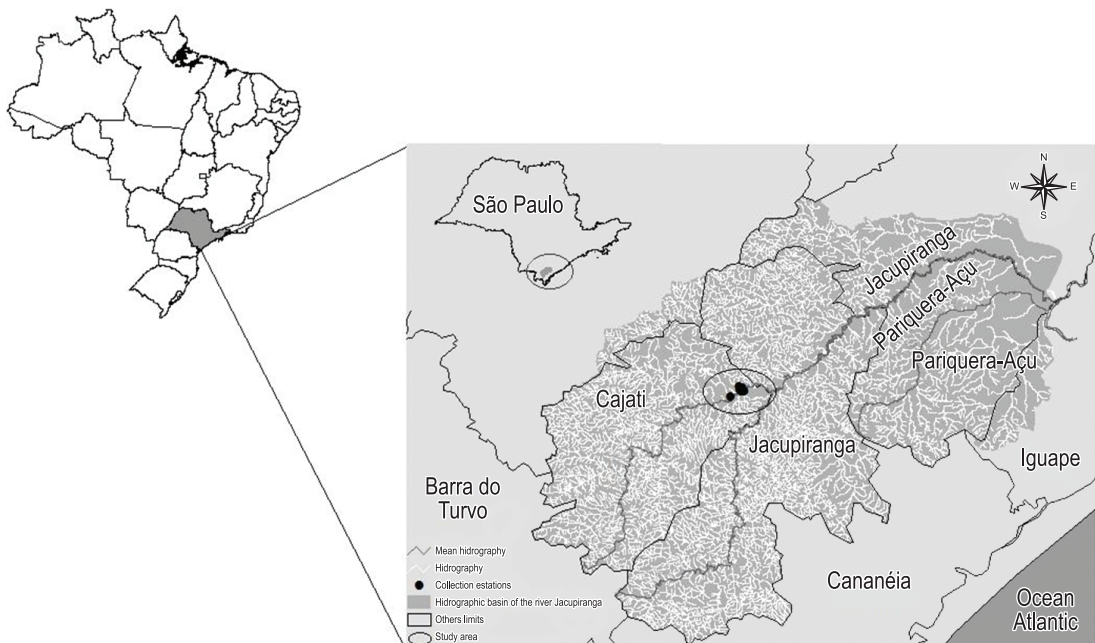 São Paulo
N
W
E
S
Jacupiranga
Pariquera-Açu
Pariquera-Açu
Cajati
Jacupiranga
Iguape
Barra do
Turvo
Cananéia
Ocean
Atlantic
Mean hidrography
Hidrography
Collection estations
Hidrographic basin of the river Jacupiranga
Others limits
Study area